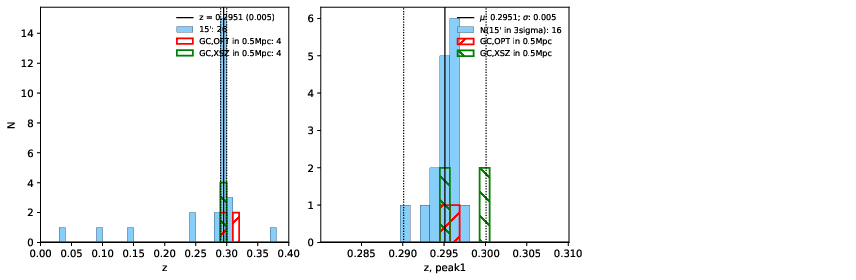 z = 0.2951 (0.005)
15': 28
GC,OPT in 0.5Mpc: 4
GC,XSZ in 0.5Mpc: 4
14
12
10
8
6
4
2
0
N
0.00 0.05 0.10 0.15 0.20 0.25 0.30 0.35 0.40
z
μ: 0.2951; σ: 0.005
N(15' in 3sigma): 16
GC,OPT in 0.5Mpc
GC,XSZ in 0.5Mpc
6
5
4
3
2
1
0
0.285 0.290 0.295 0.300 0.305 0.310
z, peak1